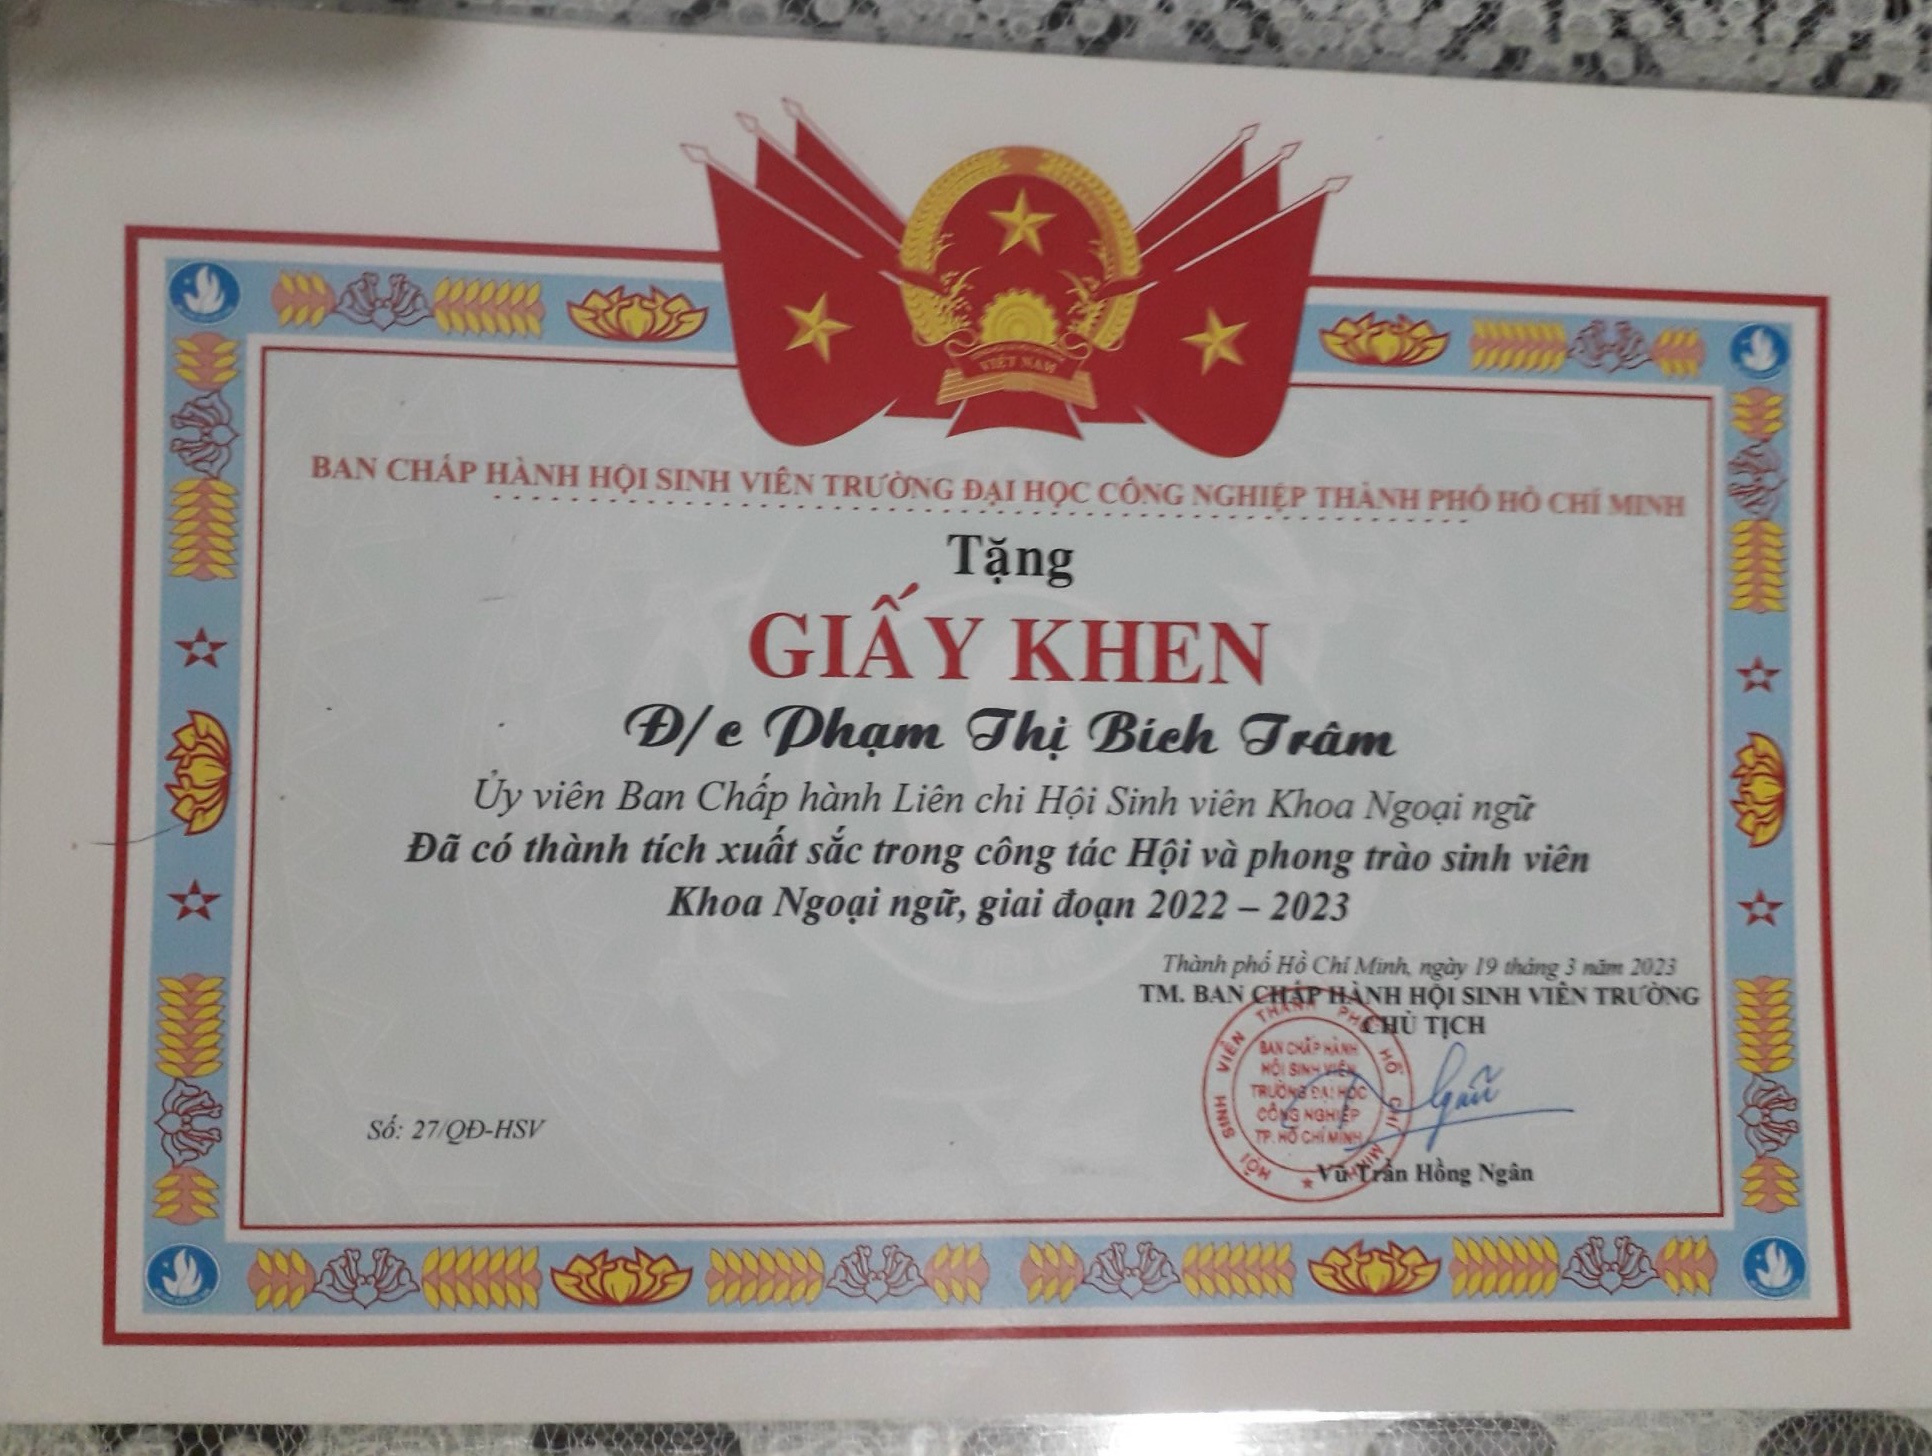 VIỆT NAM
BAN CHẤP HÀNH HỘI SINH VIÊN TRƯỜNG ĐẠI HỌC CÔNG NGHIỆP THÀNH PHỐ HỒ CHÍ MINH
Tặng
GIẤY KHEN
Đ/c Phạm Thị Bích Trâm
Ủy viên Ban Chấp hành Liên chi Hội Sinh viên Khoa Ngoại ngữ
Đã có thành tích xuất sắc trong công tác Hội và phong trào sinh viên
Khoa Ngoại ngữ, giai đoạn 2022 – 2023
Thành phố Hồ Chí Minh, ngày 19 tháng 3 năm 2023
TM. BAN CHẤP HÀNH HỘI SINH VIÊN TRƯỜNG
CHỦ TỊCH
HỘI SINH VIÊN THÀNH PHỐ HỒ CHÍ MINH
BAN CHẤP HÀNH
HỘI SINH VIÊN
TRƯỜNG ĐẠI HỌC
CÔNG NGHIỆP
TP. HỒ CHÍ MINH
Ngân
Số: 27/QĐ-HSV
Vũ Trần Hồng Ngân